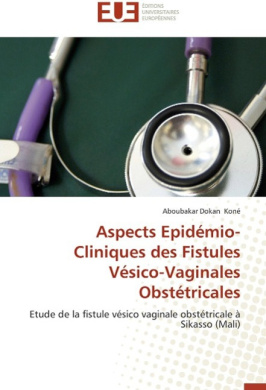 EUE
ÉDITIONS
UNIVERSITAIRES
EUROPÉENNES
Aboubakar Dokan Koné
Aspects Epidémio-
Cliniques des Fistules
Vésico-Vaginales
Obstétricales
Etude de la fistule vésico vaginale obstétricale à
Sikasso (Mali)